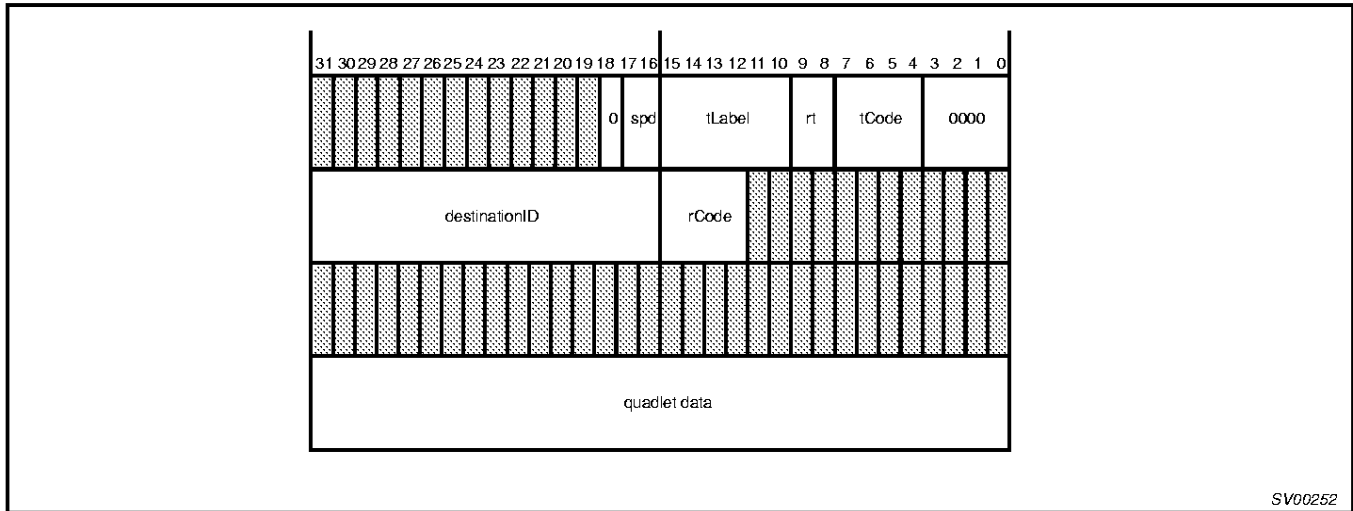 31 30 29 28 27 26 25 24 23 22 21 20 19 18 17 16 15 14 13 12 11 10 9 8 7 6 5 4 3 2 1 0
0 spd tLabel rt tCode 0000
destinationID rCode
quadlet data
SV00252